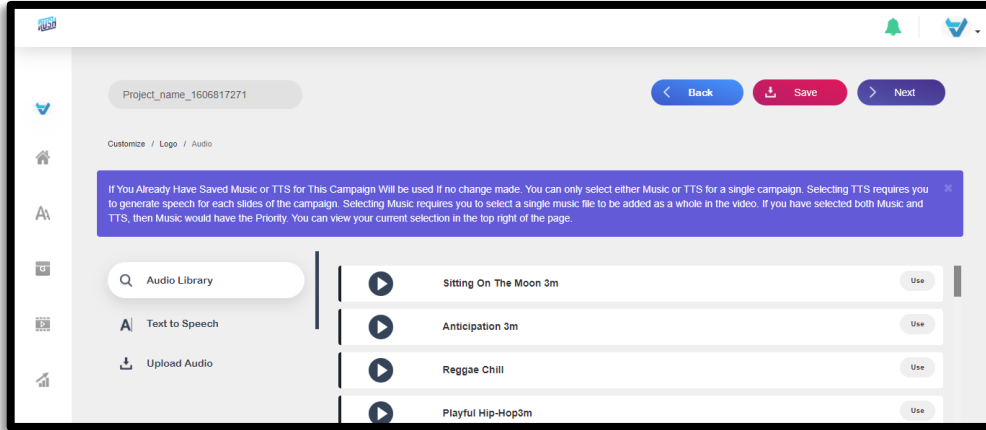 RUSH
Project_name_1606817271
Back
Save
Next
Customize / Logo / Audio
If You Already Have Saved Music or TTS for This Campaign Will be used If no change made. You can only select either Music or TTS for a single campaign. Selecting TTS requires you
to generate speech for each slides of the campaign. Selecting Music requires you to select a single music file to be added as a whole in the video. If you have selected both Music and
TTS, then Music would have the Priority. You can view your current selection in the top right of the page.
Audio Library
Text to Speech
Upload Audio
Sitting On The Moon 3m
Use
Anticipation 3m
Use
Reggae Chill
Use
Playful Hip-Hop3m
Use